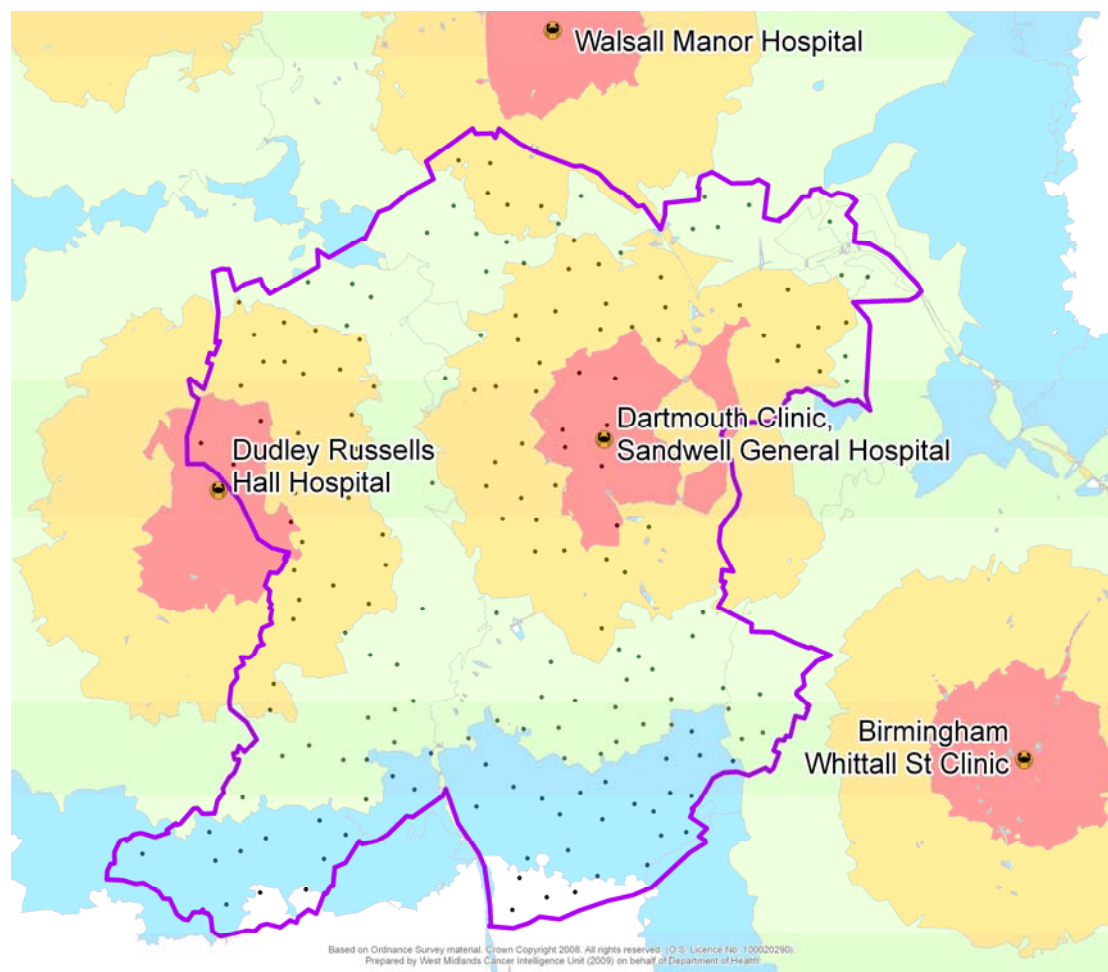 Walsall Manor Hospital
Dartmouth Clinic,
Sandwell General Hospital
Dudley Russells
Hall Hospital
Birmingham
Whittall St Clinic
Based on Ordnance Survey material. Crown Copyright 2008. All rights reserved. (O.S. Licence No. 100020290).
Prepared by West Midlands Cancer Intelligence Unit (2009) on behalf of Department of Health.